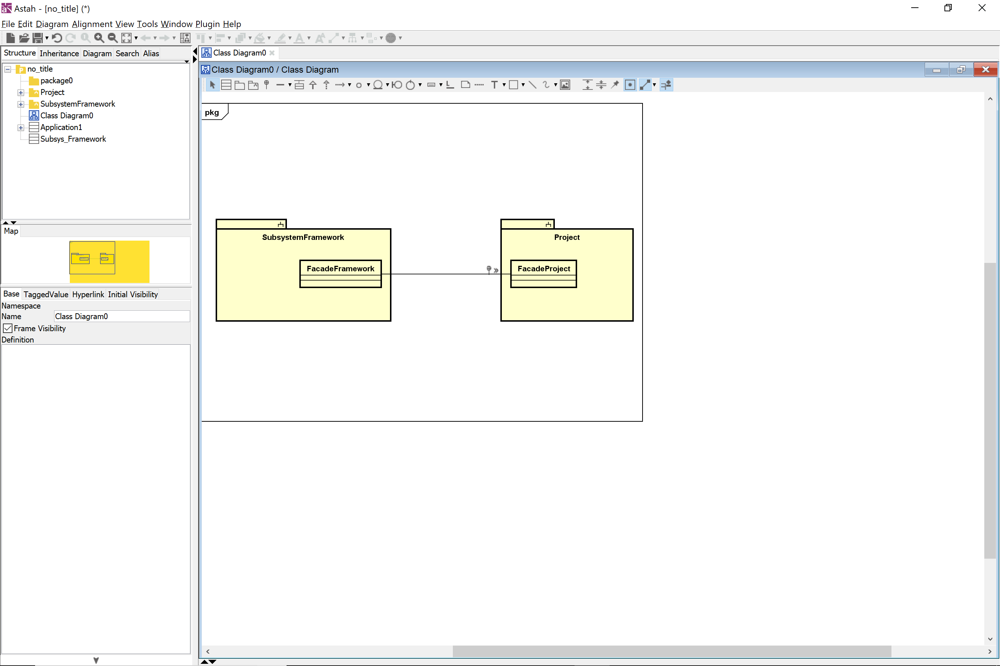 Astah - [no_title] (*)
File Edit Diagram Alignment View Tools Window Plugin Help
Structure Inheritance Diagram Search Alias
no_title
package0
Project
SubsystemFramework
Class Diagram0
Application1
Subsys_Framework
Map
Base TaggedValue Hyperlink Initial Visibility
Namespace
Name Class Diagram0
Frame Visibility
Definition
Class Diagram0
Class Diagram0 / Class Diagram
pkg
SubsystemFramework
FacadeFramework
Project
FacadeProject